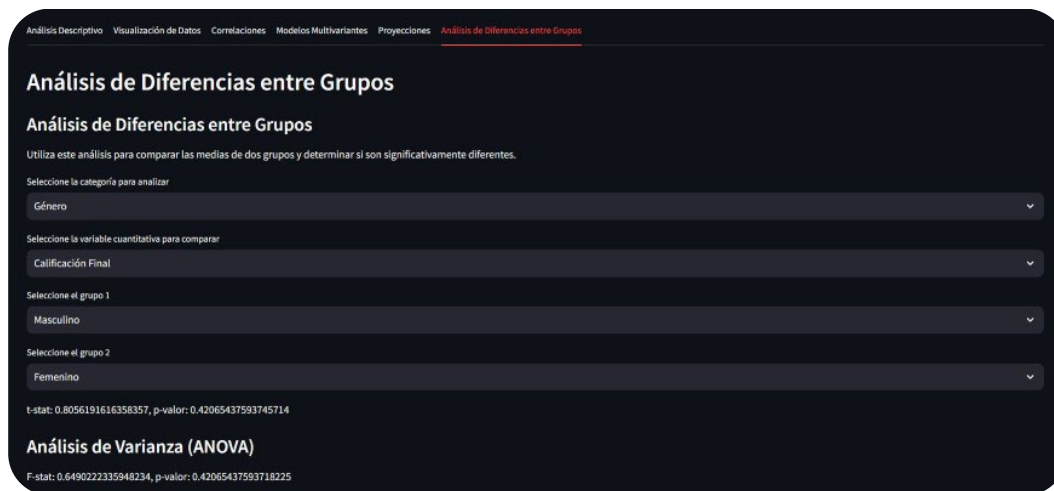 Análisis Descriptivo Visualización de Datos Correlaciones Modelos Multivariantes Proyecciones Análisis de Diferencias entre Grupos
Análisis de Diferencias entre Grupos
Análisis de Diferencias entre Grupos
Utiliza este análisis para comparar las medias de dos grupos y determinar si son significativamente diferentes.
Seleccione la categoría para analizar
Género
Seleccione la variable cuantitativa para comparar
Calificación Final
Seleccione el grupo 1
Masculino
Seleccione el grupo 2
Femenino
t-stat: 0.8056191616358357, p-valor: 0.42065437593745714
Análisis de Varianza (ANOVA)
F-stat: 0.6490222335948234, p-valor: 0.42065437593718225